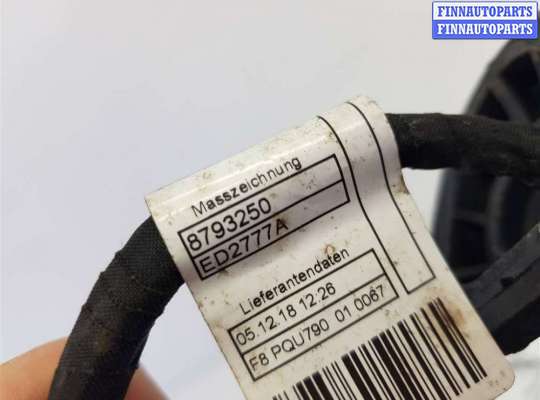 FINNAUTOPARTS
FINNAUTOPARTS
Masszeichnung
8793250
ED2777A
Lieferantendaten
05.12.18 12:26
F8 PQU790 01 0067